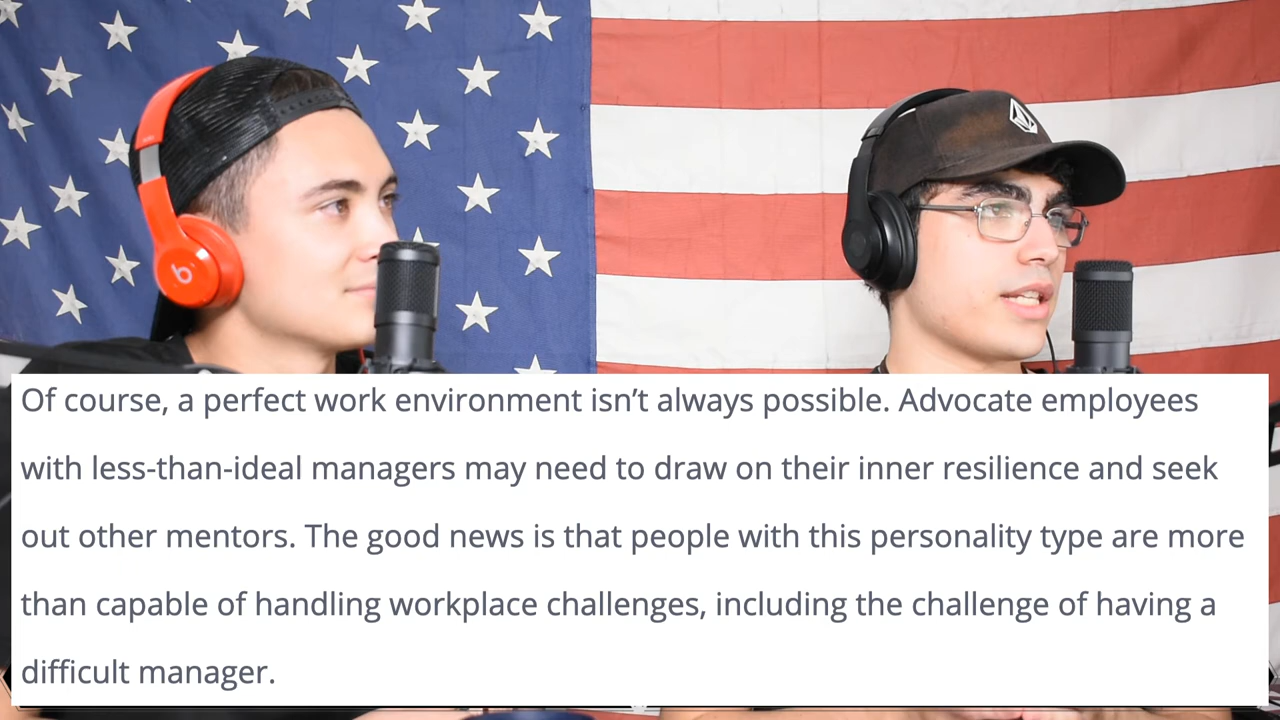 Of course, a perfect work environment isn’t always possible. Advocate employees
with less-than-ideal managers may need to draw on their inner resilience and seek
out other mentors. The good news is that people with this personality type are more
than capable of handling workplace challenges, including the challenge of having a
difficult manager.